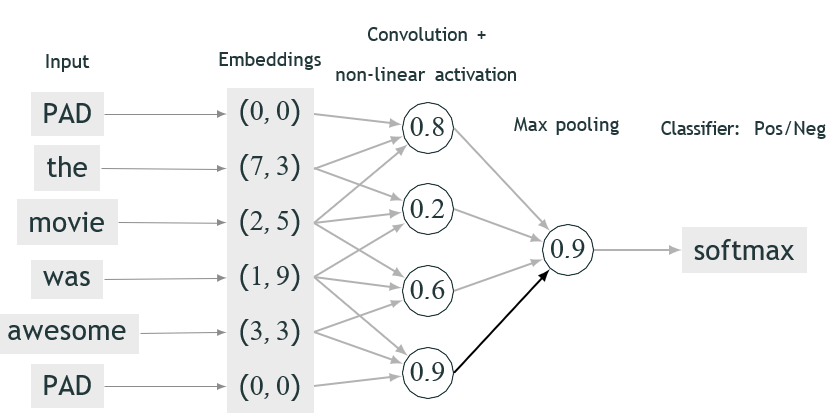 Convolution +
Input
Embeddings
non-linear activation
Max pooling
Classifier: Pos/Neg
PAD
(0, 0)
0.8
the
(7, 3)
movie
(2, 5)
0.2
was
(1, 9)
0.6
0.9
softmax
awesome
(3, 3)
PAD
(0, 0)
0.9